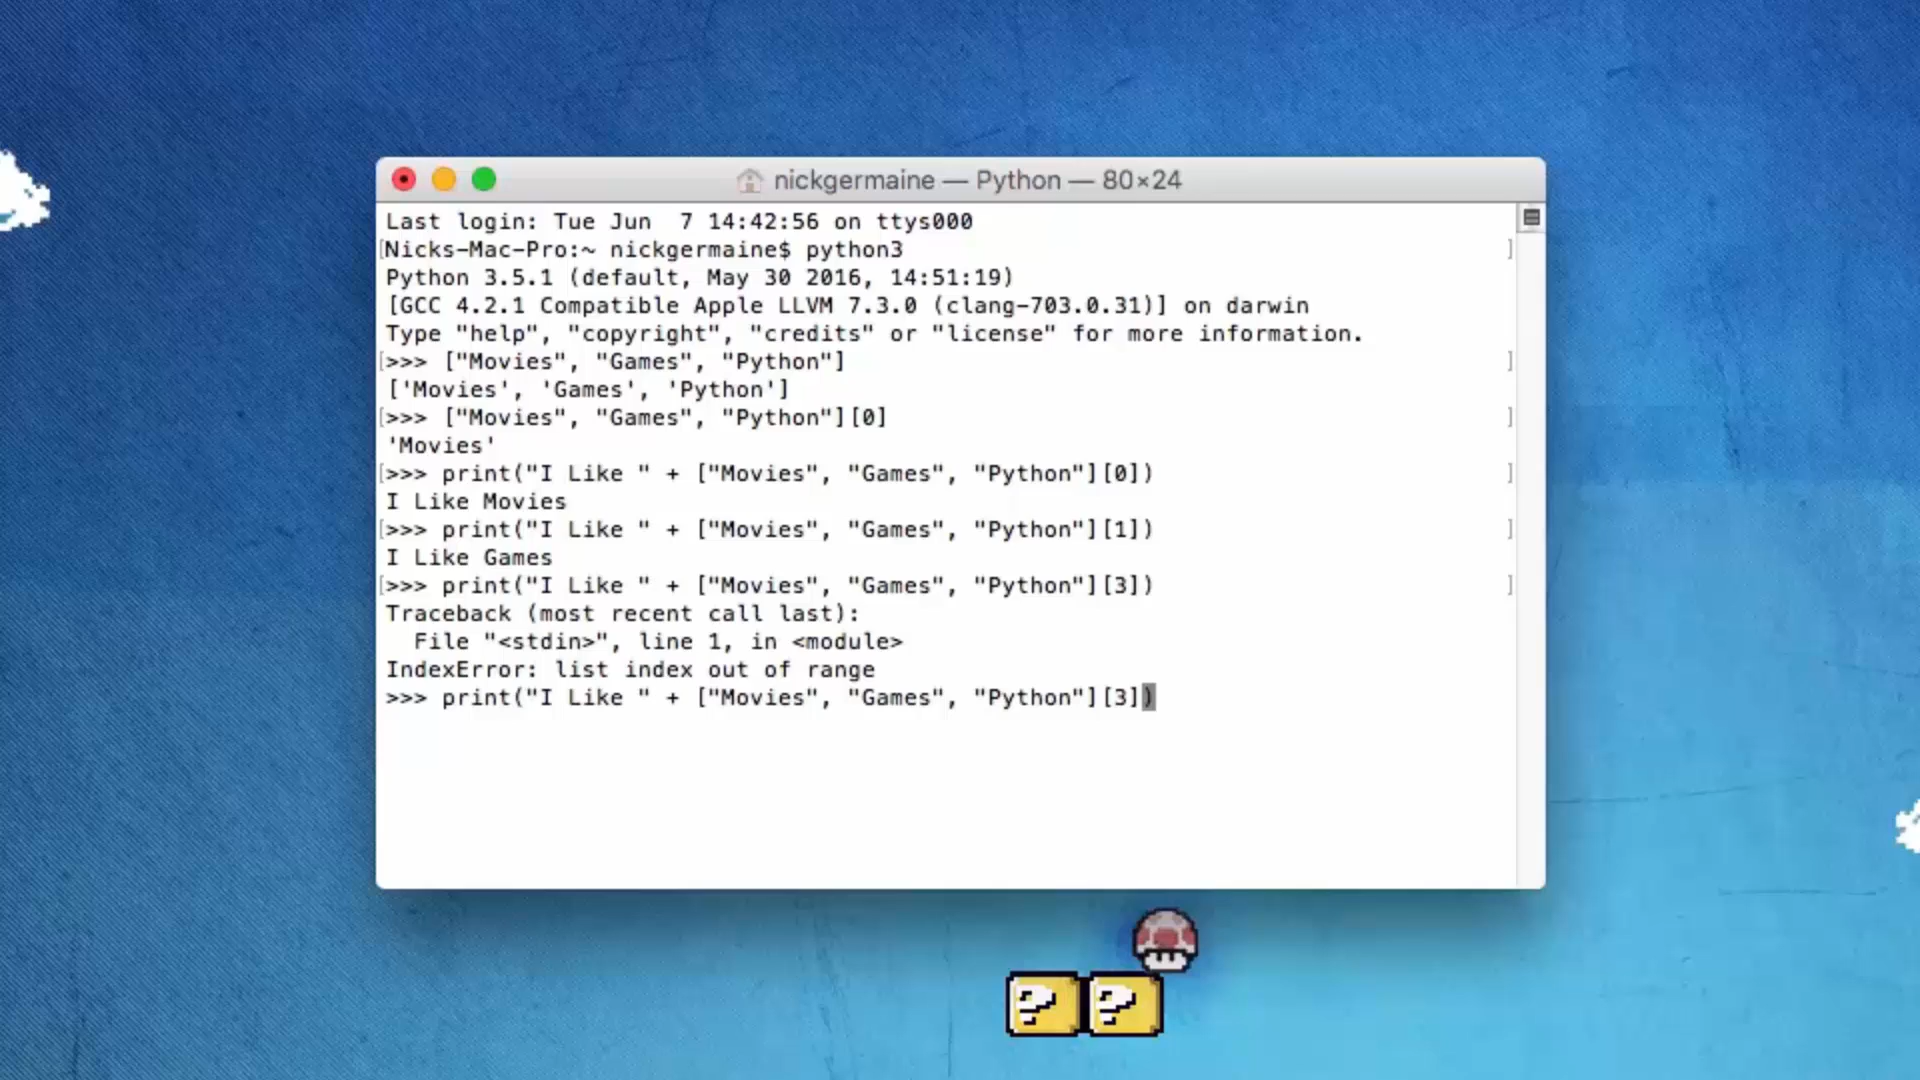 nickgermaine — Python — 80×24
Last login: Tue Jun  7 14:42:56 on ttys000
[Nicks-Mac-Pro:~ nickgermaine$ python3 ]
Python 3.5.1 (default, May 30 2016, 14:51:19)
[GCC 4.2.1 Compatible Apple LLVM 7.3.0 (clang-703.0.31)] on darwin
Type "help", "copyright", "credits" or "license" for more information.
[>>> ["Movies", "Games", "Python"] ]
['Movies', 'Games', 'Python']
[>>> ["Movies", "Games", "Python"][0] ]
'Movies'
[>>> print("I Like " + ["Movies", "Games", "Python"][0]) ]
I Like Movies
[>>> print("I Like " + ["Movies", "Games", "Python"][1]) ]
I Like Games
[>>> print("I Like " + ["Movies", "Games", "Python"][3]) ]
Traceback (most recent call last):
  File "<stdin>", line 1, in <module>
IndexError: list index out of range
>>> print("I Like " + ["Movies", "Games", "Python"][3])
? ?